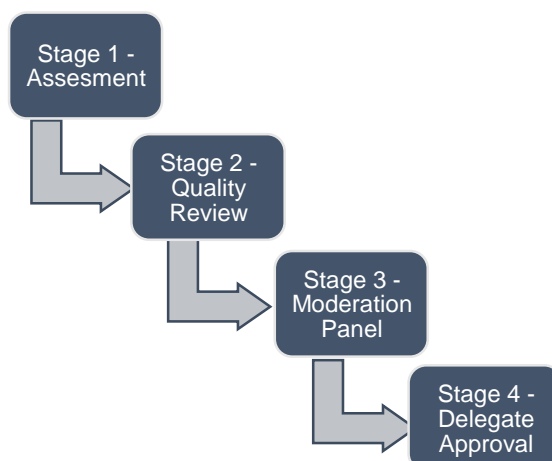 Stage 1 -
Assesment
Stage 2 -
Quality
Review
Stage 3 -
Moderation
Panel
Stage 4 -
Delegate
Approval